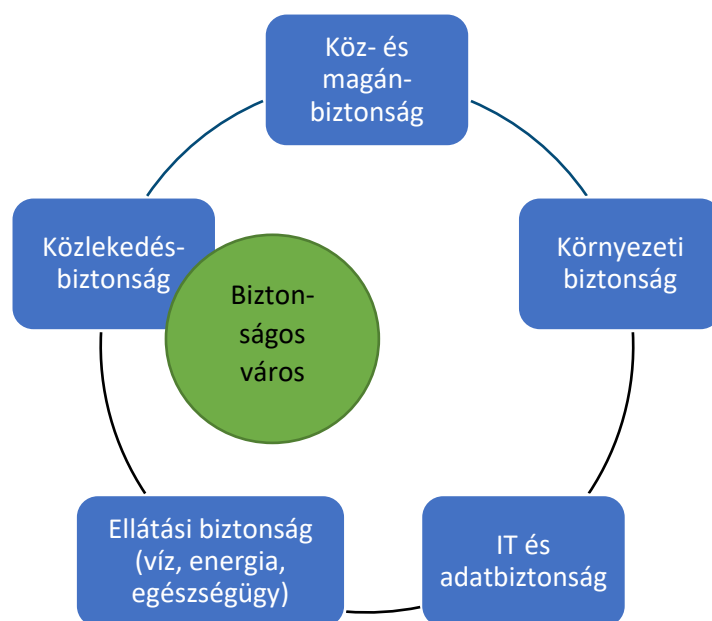 Köz- és
magán-
biztonság
Közlekedés-
biztonság
Környezeti
biztonság
Bizton-
ságos
város
Ellátási biztonság
(víz, energia,
egészségügy)
IT és
adatbiztonság